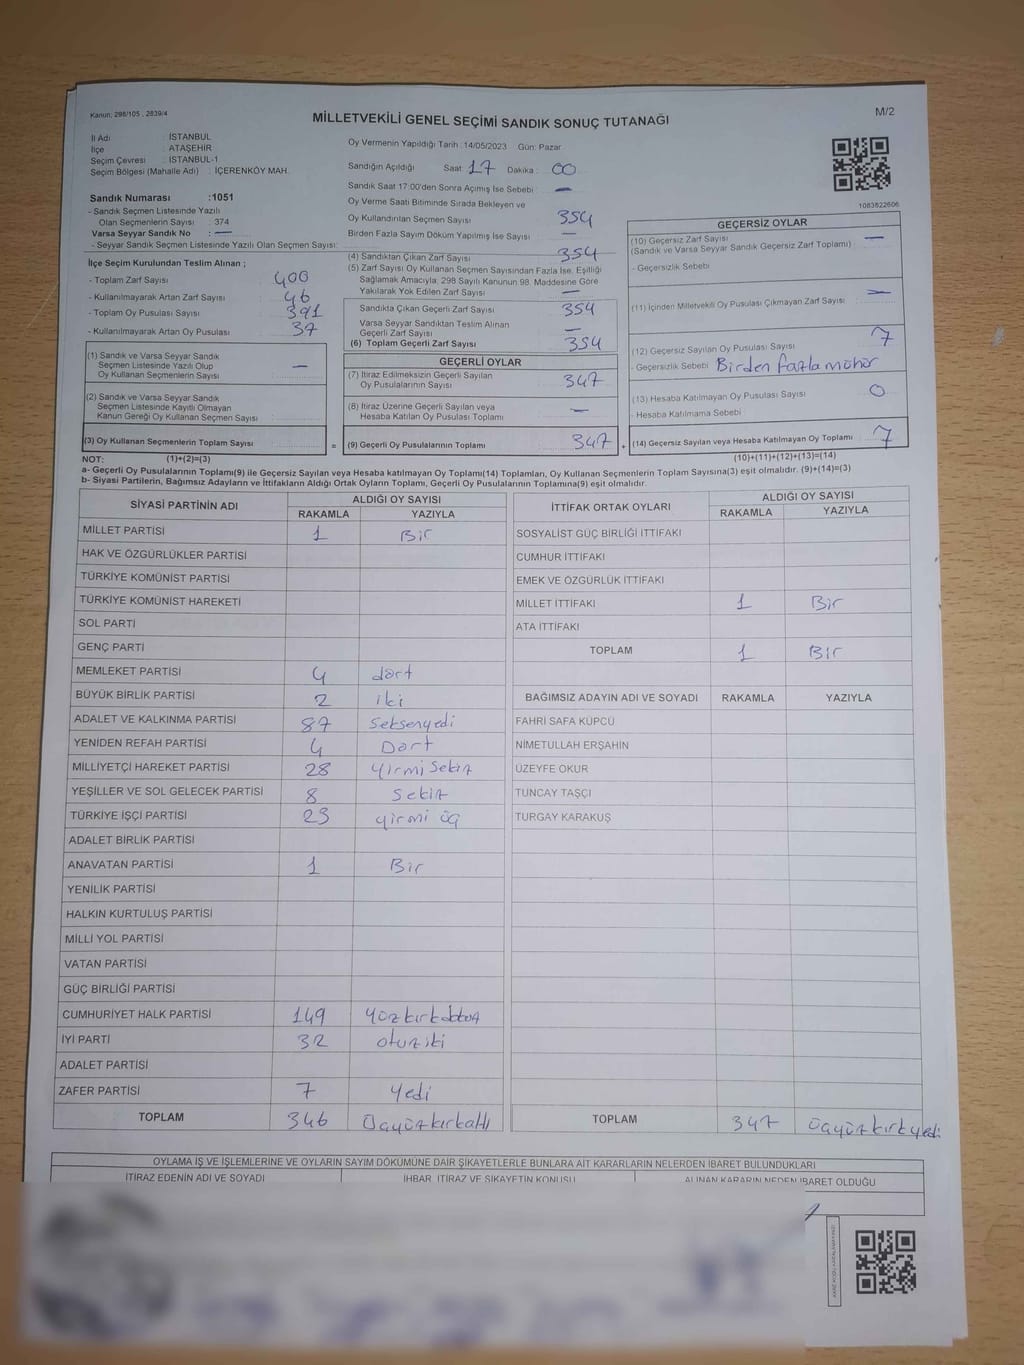 Kanun; 298/105 , 2839/4
MİLLETVEKİLİ GENEL SEÇİMİ SANDIK SONUÇ TUTANAĞI
M/2
İl Adı : İSTANBUL
İlçe : ATAŞEHİR
Seçim Çevresi : İSTANBUL-1
Seçim Bölgesi (Mahalle Adı) : İÇERENKÖY MAH.
Sandık Numarası :1051
- Sandık Seçmen Listesinde Yazılı
Olan Seçmenlerin Sayısı : 374
Varsa Seyyar Sandık No : —
- Seyyar Sandık Seçmen Listesinde Yazılı Olan Seçmen Sayısı:
İlçe Seçim Kurulundan Teslim Alınan ;
- Toplam Zarf Sayısı 400
- Kullanılmayarak Artan Zarf Sayısı 46
- Toplam Oy Pusulası Sayısı 391
- Kullanılmayarak Artan Oy Pusulası 37
(1) Sandık ve Varsa Seyyar Sandık
Seçmen Listesinde Yazılı Olup
Oy Kullanan Seçmenlerin Sayısı —
(2) Sandık ve Varsa Seyyar Sandık
Seçmen Listesinde Kayıtlı Olmayan
Kanun Gereği Oy Kullanan Seçmen Sayısı
(3) Oy Kullanan Seçmenlerin Toplam Sayısı =
Oy Vermenin Yapıldığı Tarih : 14/05/2023 Gün: Pazar
Sandığın Açıldığı Saat: 17 Dakika : 00
Sandık Saat 17:00'den Sonra Açımış İse Sebebi : —
Oy Verme Saati Bitiminde Sırada Bekleyen ve
Oy Kullandırılan Seçmen Sayısı 354
Birden Fazla Sayım Döküm Yapılmış İse Sayısı —
(4) Sandıktan Çıkan Zarf Sayısı 354
(5) Zarf Sayısı Oy Kullanan Seçmen Sayısından Fazla İse, Eşitliği
Sağlamak Amacıyla, 298 Sayılı Kanunun 98. Maddesine Göre
Yakılarak Yok Edilen Zarf Sayısı —
Sandıkta Çıkan Geçerli Zarf Sayısı 354
Varsa Seyyar Sandıktan Teslim Alınan
Geçerli Zarf Sayısı —
(6) Toplam Geçerli Zarf Sayısı 354
GEÇERLİ OYLAR
(7) İtiraz Edilmeksizin Geçerli Sayılan
Oy Pusulalarının Sayısı 347
(8) İtiraz Üzerine Geçerli Sayılan veya
Hesaba Katılan Oy Pusulası Toplamı —
(9) Geçerli Oy Pusulalarının Toplamı 347 +
1083822606
GEÇERSİZ OYLAR
(10) Geçersiz Zarf Sayısı —
(Sandık ve Varsa Seyyar Sandık Geçersiz Zarf Toplamı)
- Geçersizlik Sebebi
(11) İçinden Milletvekili Oy Pusulası Çıkmayan Zarf Sayısı —
(12) Geçersiz Sayılan Oy Pusulası Sayısı 7
- Geçersizlik Sebebi Birden fazla mühür
(13) Hesaba Katılmayan Oy Pusulası Sayısı 0
- Hesaba Katılmama Sebebi
(14) Geçersiz Sayılan veya Hesaba Katılmayan Oy Toplamı 7
NOT: (1)+(2)=(3) (10)+(11)+(12)+(13)=(14)
a- Geçerli Oy Pusulalarının Toplamı(9) ile Geçersiz Sayılan veya Hesaba katılmayan Oy Toplamı(14) Toplamları, Oy Kullanan Seçmenlerin Toplam Sayısına(3) eşit olmalıdır. (9)+(14)=(3)
b- Siyasi Partilerin, Bağımsız Adayların ve İttifakların Aldığı Ortak Oyların Toplamı, Geçerli Oy Pusulalarının Toplamına(9) eşit olmalıdır.
SİYASİ PARTİNİN ADI ALDIĞI OY SAYISI
RAKAMLA YAZIYLA
MİLLET PARTİSİ 1 Bir
HAK VE ÖZGÜRLÜKLER PARTİSİ
TÜRKİYE KOMÜNİST PARTİSİ
TÜRKİYE KOMÜNİST HAREKETİ
SOL PARTİ
GENÇ PARTİ
MEMLEKET PARTİSİ 4 dört
BÜYÜK BİRLİK PARTİSİ 2 iki
ADALET VE KALKINMA PARTİSİ 87 Seksenyedi
YENİDEN REFAH PARTİSİ 4 Dört
MİLLİYETÇİ HAREKET PARTİSİ 28 Yirmi Sekiz
YEŞİLLER VE SOL GELECEK PARTİSİ 8 Sekiz
TÜRKİYE İŞÇİ PARTİSİ 23 yirmi üç
ADALET BİRLİK PARTİSİ
ANAVATAN PARTİSİ 1 Bir
YENİLİK PARTİSİ
HALKIN KURTULUŞ PARTİSİ
MİLLİ YOL PARTİSİ
VATAN PARTİSİ
GÜÇ BİRLİĞİ PARTİSİ
CUMHURİYET HALK PARTİSİ 149 Yüzkırkdokuz
İYİ PARTİ 32 otuziki
ADALET PARTİSİ
ZAFER PARTİSİ 7 Yedi
TOPLAM 346 Üçyüzkırkaltı
İTTİFAK ORTAK OYLARI ALDIĞI OY SAYISI
RAKAMLA YAZIYLA
SOSYALİST GÜÇ BİRLİĞİ İTTİFAKI
CUMHUR İTTİFAKI
EMEK VE ÖZGÜRLÜK İTTİFAKI
MİLLET İTTİFAKI 1 Bir
ATA İTTİFAKI
TOPLAM 1 Bir
BAĞIMSIZ ADAYIN ADI VE SOYADI RAKAMLA YAZIYLA
FAHRİ SAFA KÜPCÜ
NİMETULLAH ERŞAHİN
ÜZEYFE OKUR
TUNCAY TAŞÇI
TURGAY KARAKUŞ
TOPLAM 347 üçyüzkırkyedi
OYLAMA İŞ VE İŞLEMLERİNE VE OYLARIN SAYIM DÖKÜMÜNE DAİR ŞİKAYETLERLE BUNLARA AİT KARARLARIN NELERDEN İBARET BULUNDUKLARI
İTİRAZ EDENİN ADI VE SOYADI İHBAR, İTİRAZ VE ŞİKAYETİN KONUSU ALINAN KARARIN NEDEN İBARET OLDUĞU